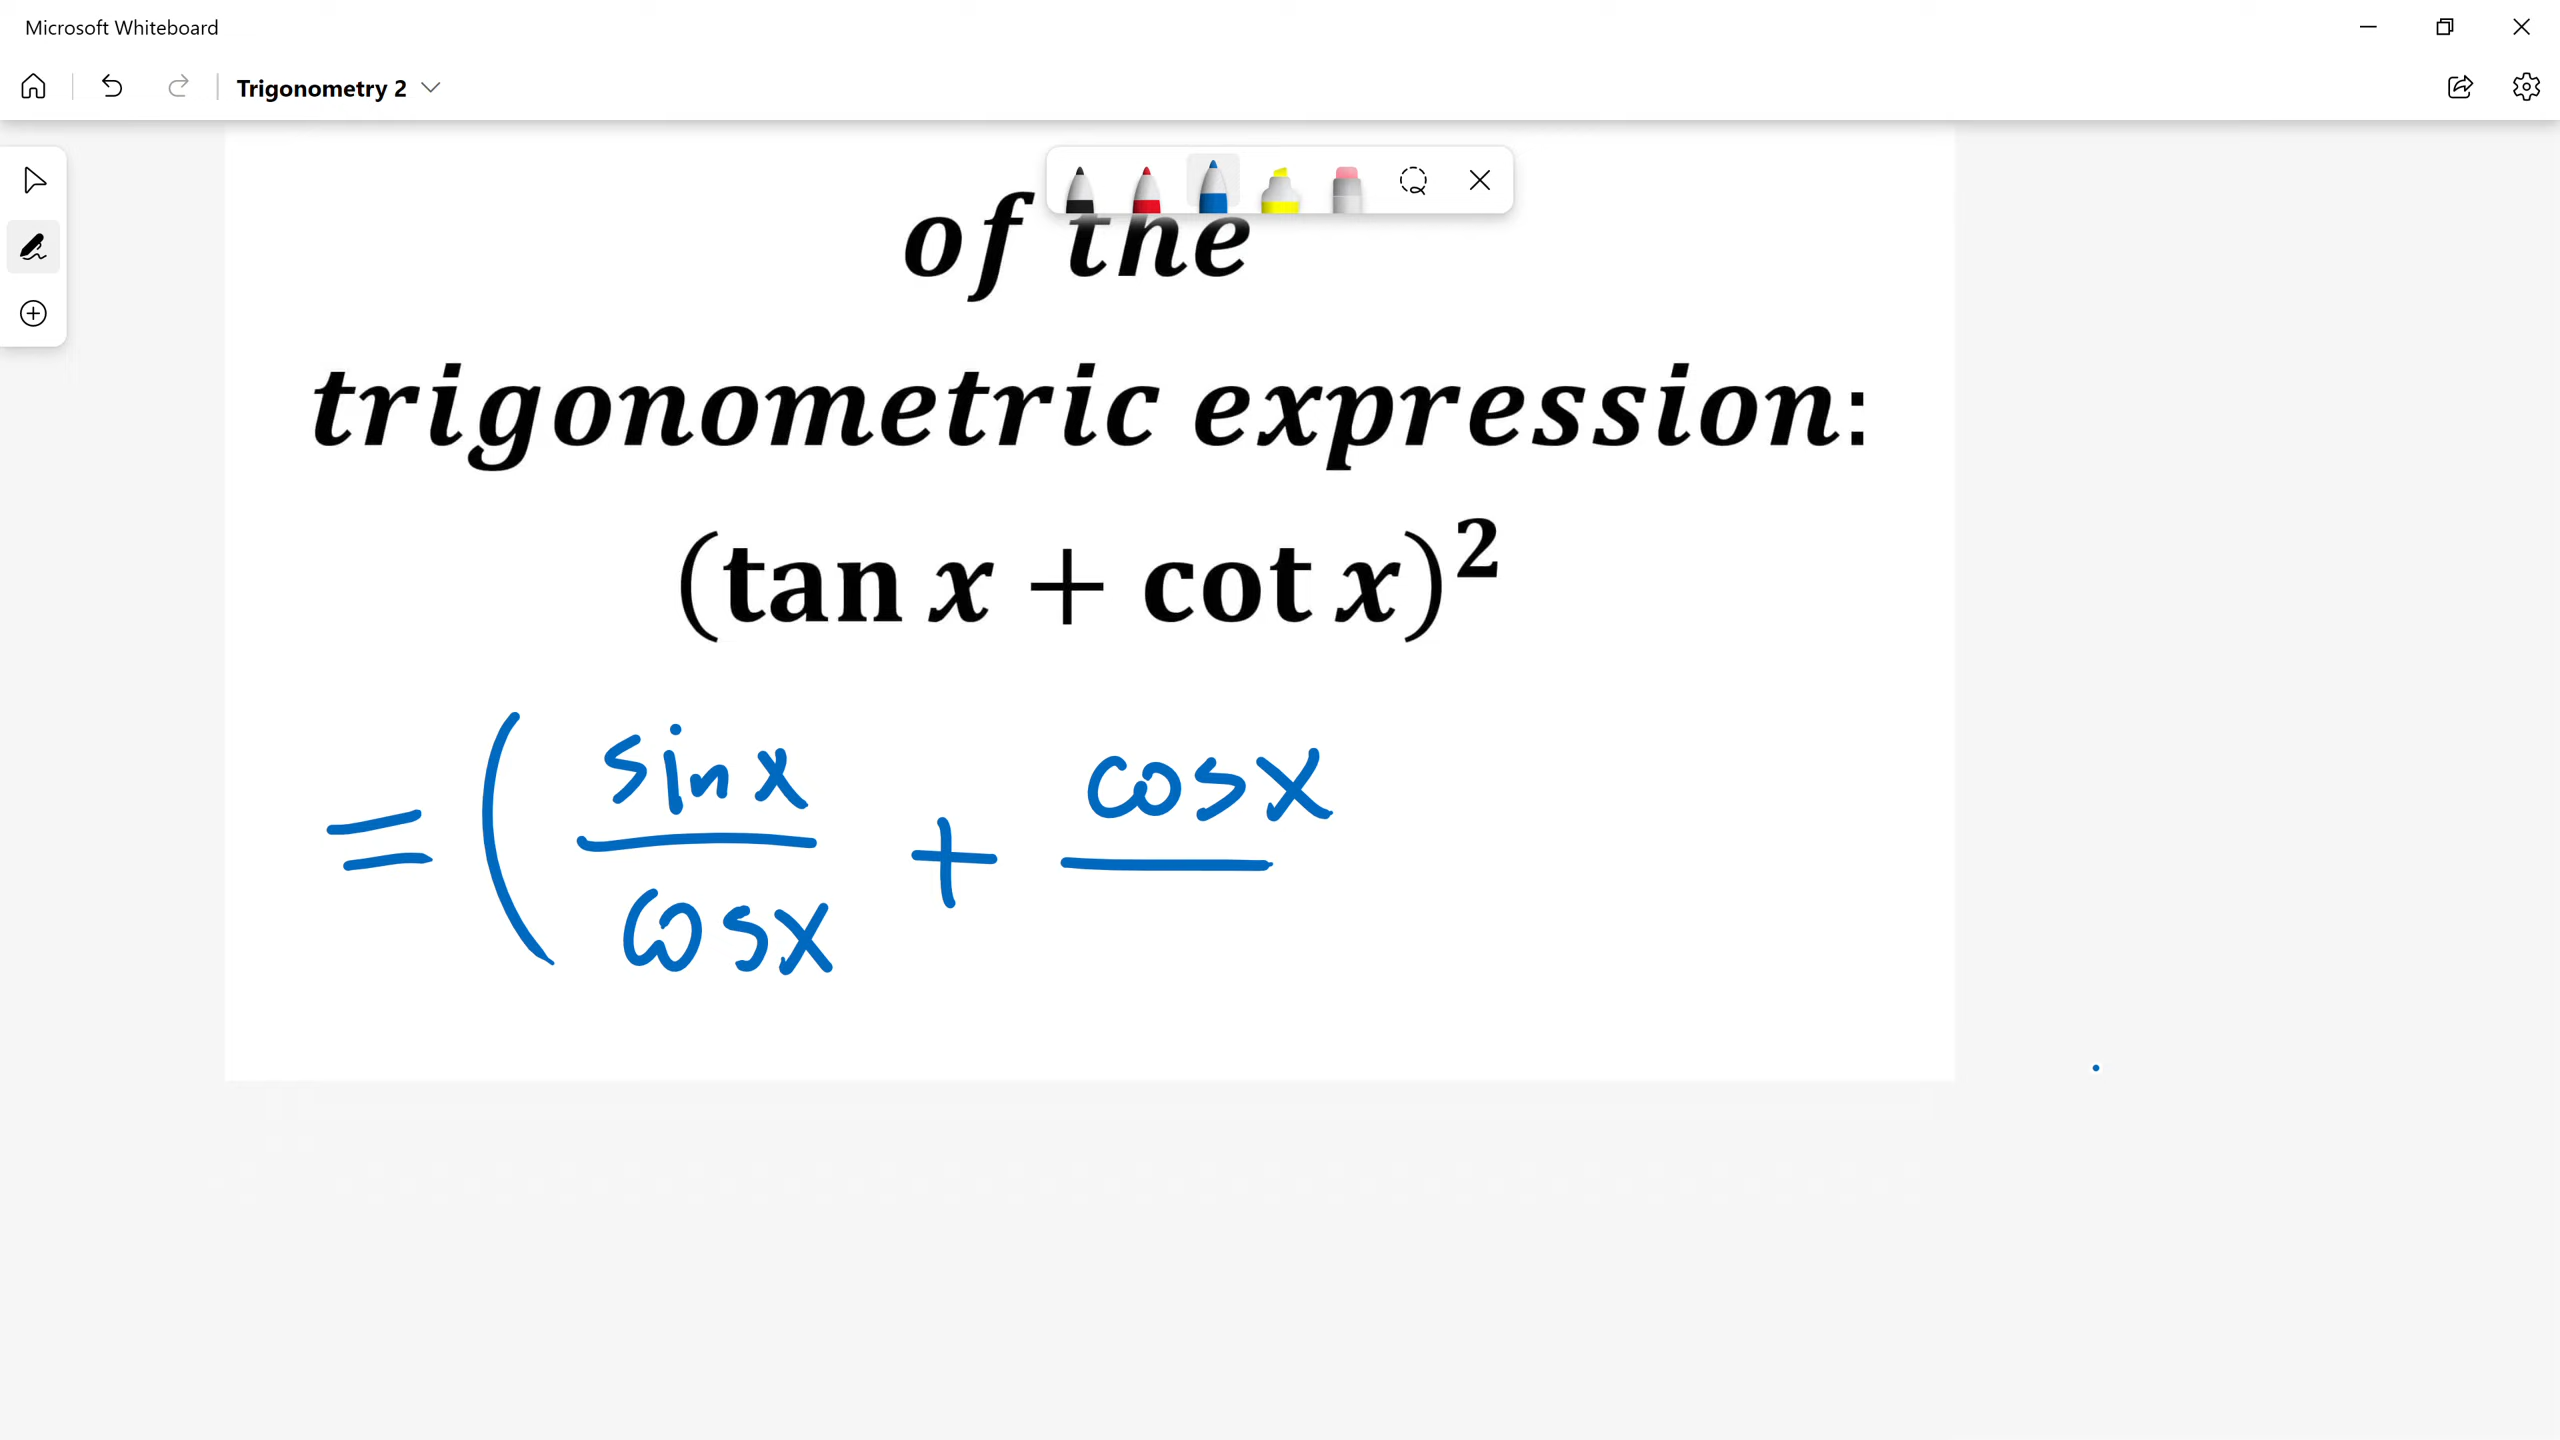 Microsoft Whiteboard
Trigonometry 2
of the
trigonometric expression:
(tan x + cot x)²
= ( sin x / cos x + cos x /